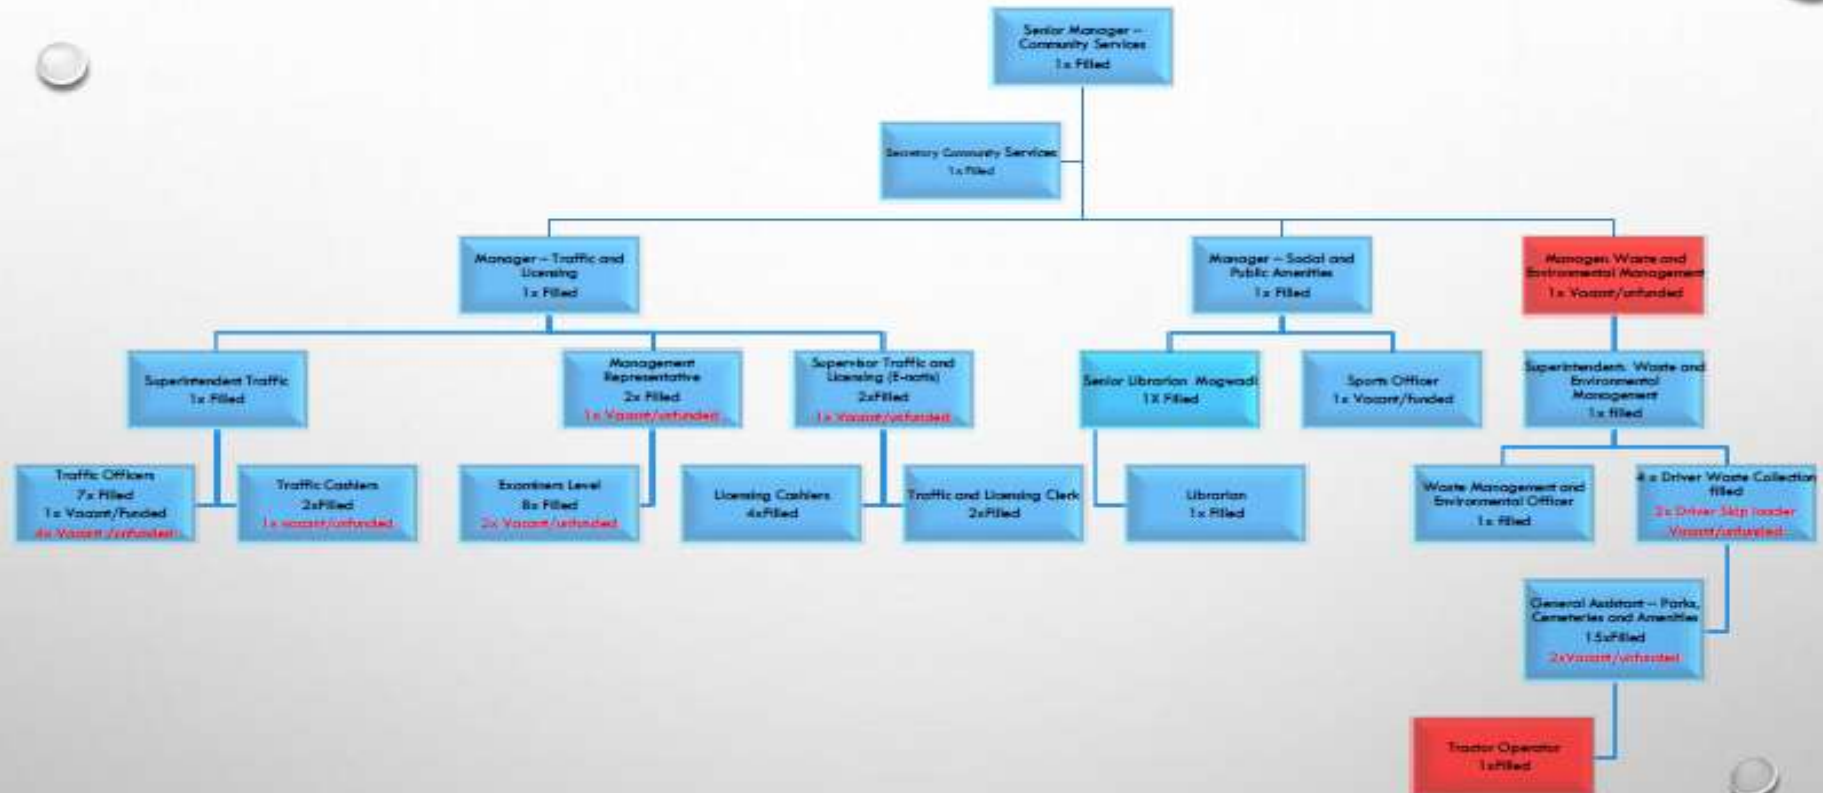 Senior Manager –
Community Services
1x Filled
Secretary Community Services
1x Filled
Manager – Traffic and
Licensing
1x Filled
Manager – Social and
Public Amenities
1x Filled
Manager: Waste and
Environmental Management
1x Vacant/unfunded
Superintendent Traffic
1x Filled
Management
Representative
2x Filled
1x Vacant/unfunded
Supervisor Traffic and
Licensing (E-natis)
2xFilled
1x Vacant/unfunded
Senior Librarian Mogwadi
1X Filled
Sports Officer
1x Vacant/funded
Superintendent: Waste and
Environmental
Management
1x filled
Traffic Officers
7x Filled
1x Vacant/Funded
4x Vacant /unfunded
Traffic Cashiers
2xFilled
1x vacant/unfunded
Examiners Level
8x Filled
2x Vacant/unfunded
Licensing Cashiers
4xFilled
Traffic and Licensing Clerk
2xFilled
Librarian
1x Filled
Waste Management and
Environmental Officer
1x filled
4 x Driver Waste Collection
filled
2x Driver Skip loader
Vacant/unfunded
General Assistant – Parks,
Cemeteries and Amenities
15xFilled
2xVacant/unfunded
Tractor Operator
1xFilled